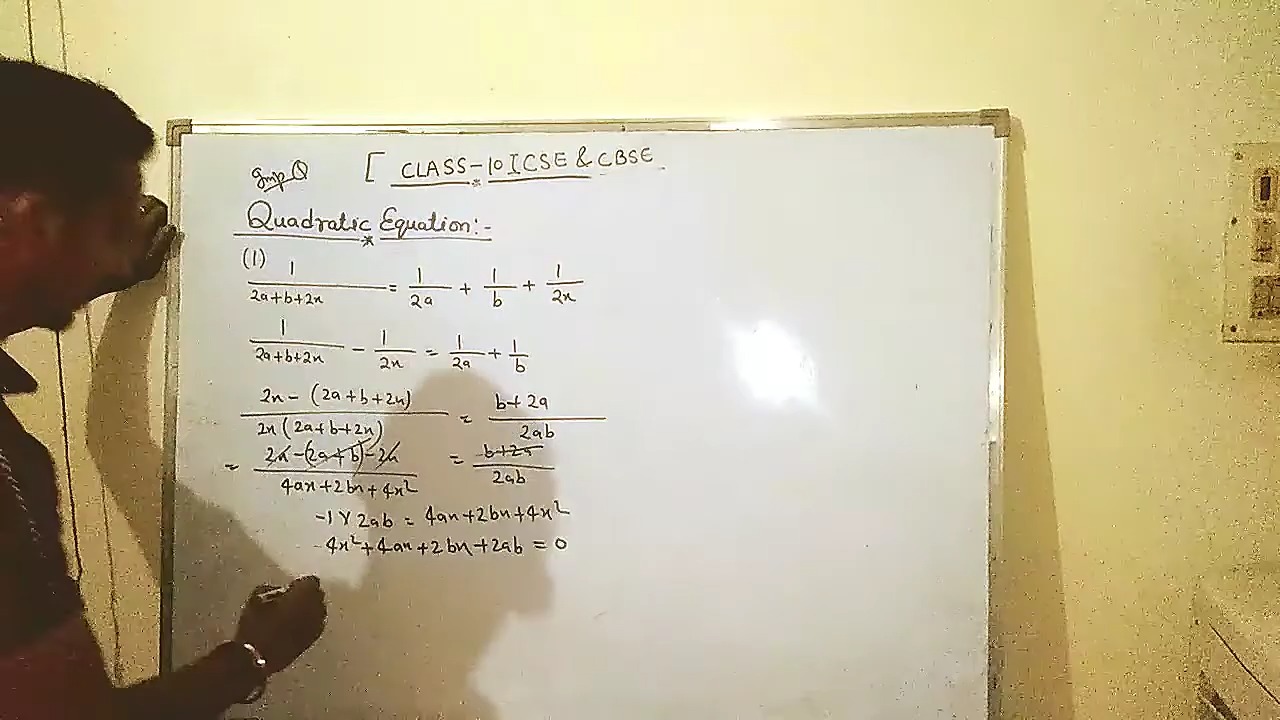 Imp Q [ CLASS-10 ICSE & CBSE
Quadratic Equation:-
(1) 1/(2a+b+2x) = 1/2a + 1/b + 1/2x
1/(2a+b+2x) - 1/2x = 1/2a + 1/b
2x-(2a+b+2x)/2x(2a+b+2x) = b+2a/2ab
= 2x-(2a+b)-2x/4ax+2bx+4x² = b+2a/2ab
-1 × 2ab = 4ax+2bx+4x²
4x²+4ax+2bx+2ab = 0